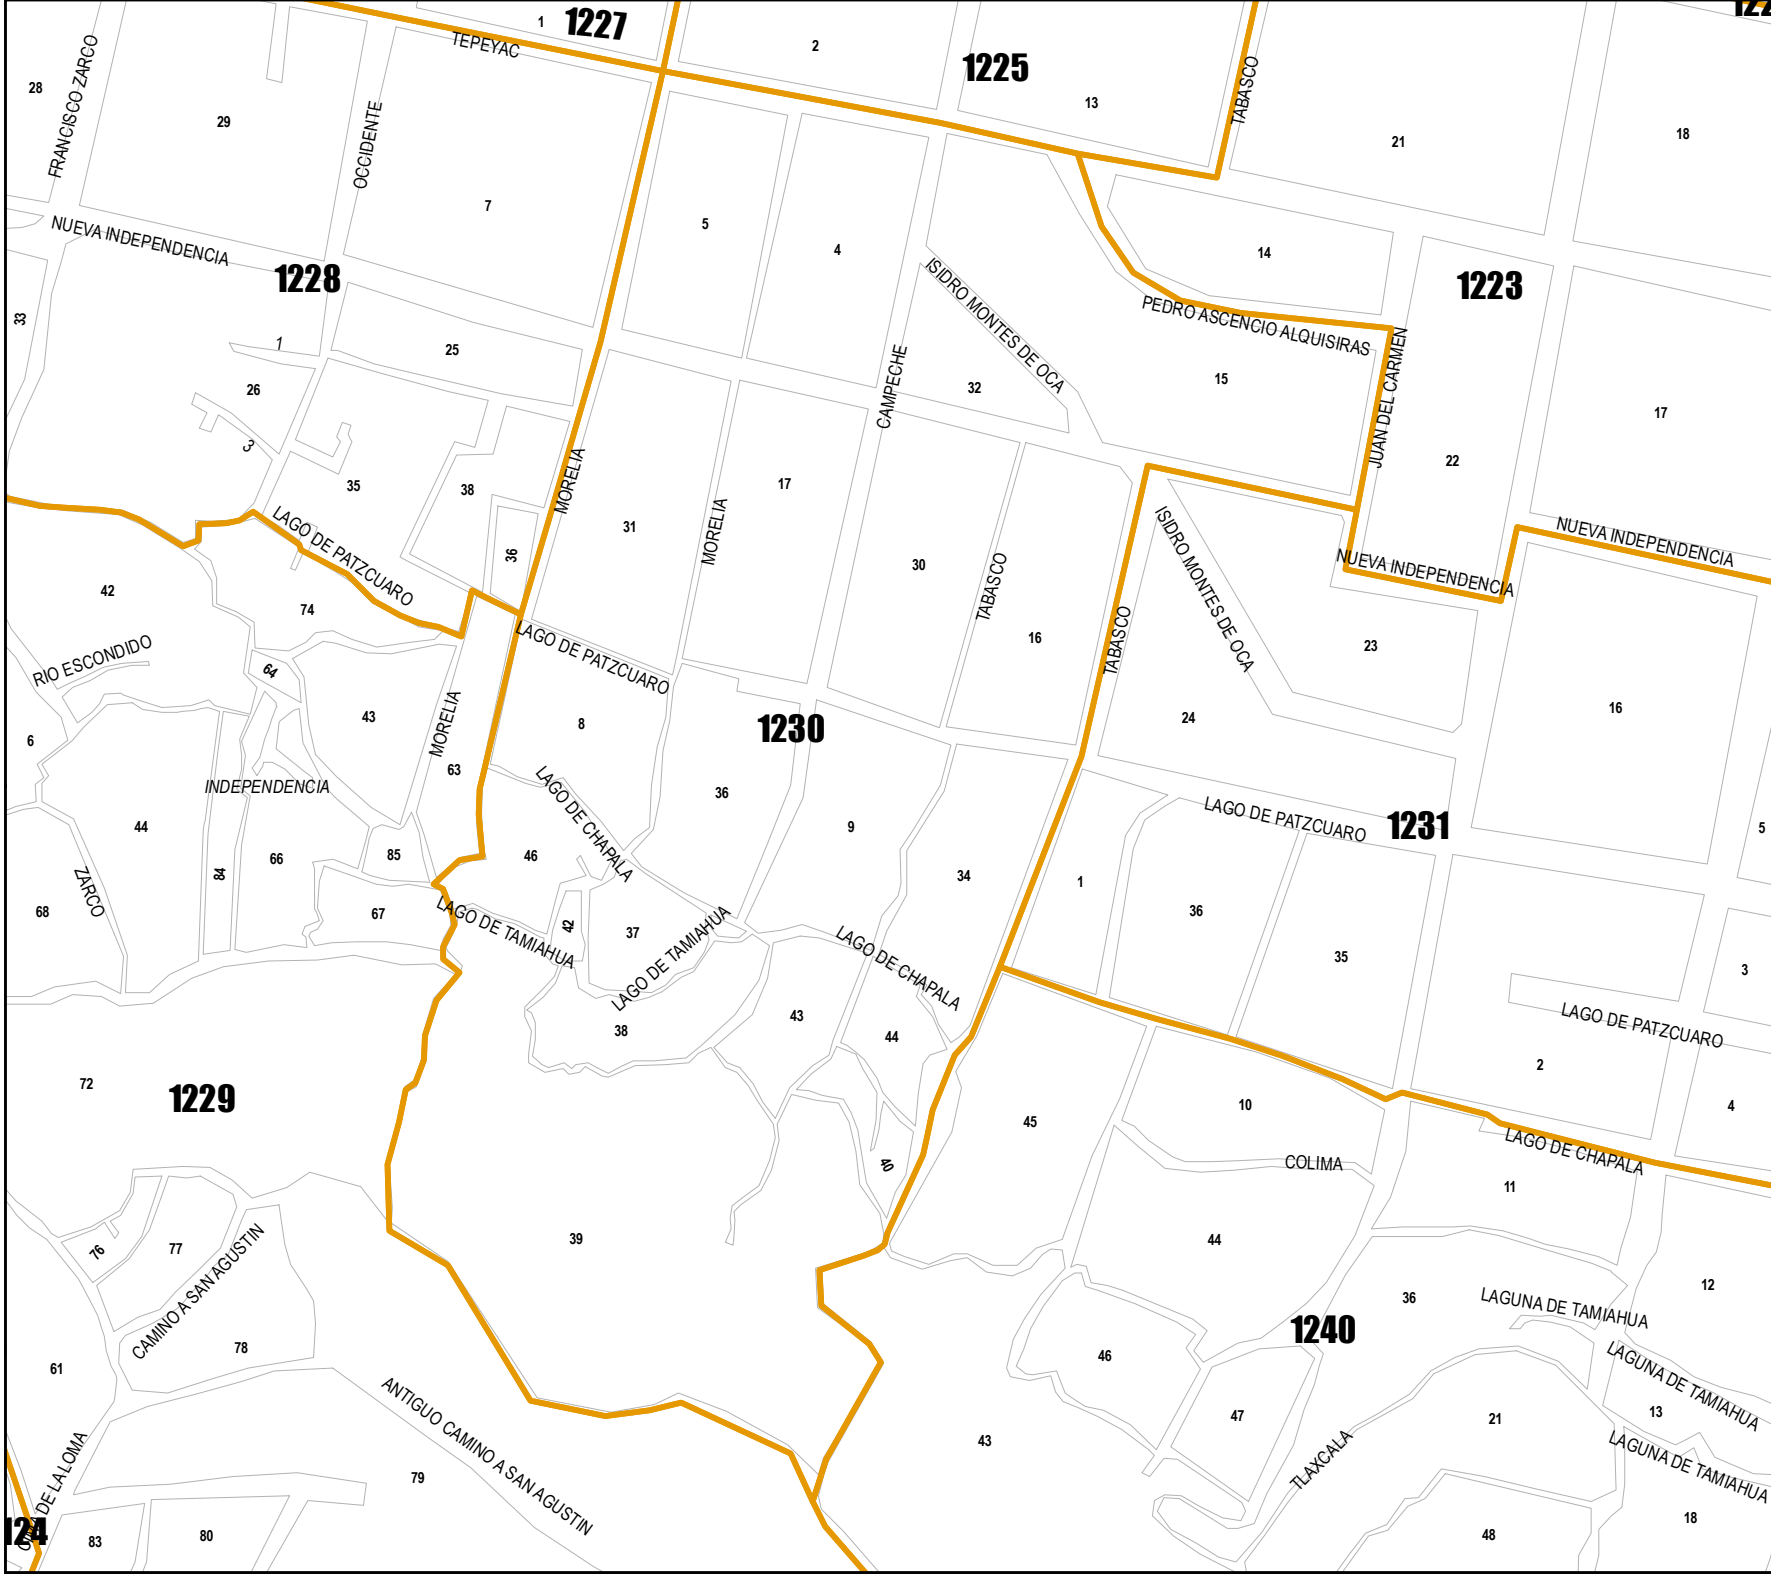 1
1227
122
TEPEYAC
2
1225
FRANCISCO ZARCO
28
29
OCCIDENTE
13
TABASCO
21
18
7
5
4
NUEVA INDEPENDENCIA
1228
14
1223
ISIDRO MONTES DE OCA
PEDRO ASCENCIO ALQUISIRAS
33
1
25
26
3
CAMPECHE
32
15
JUAN DEL CARMEN
17
22
35
38
MORELIA
31
MORELIA
17
36
30
TABASCO
16
ISIDRO MONTES DE OCA
NUEVA INDEPENDENCIA
NUEVA INDEPENDENCIA
LAGO DE PATZCUARO
42
74
RIO ESCONDIDO
64
LAGO DE PATZCUARO
TABASCO
23
24
16
6
43
MORELIA
63
8
1230
36
9
INDEPENDENCIA
44
LAGO DE CHAPALA
LAGO DE PATZCUARO
1231
5
66
85
46
84
ZARCO
68
67
LAGO DE TAMIAHUA
42
37
LAGO DE TAMIAHUA
34
1
36
35
LAGO DE CHAPALA
3
LAGO DE PATZCUARO
38
43
44
72
1229
2
4
45
10
COLIMA
LAGO DE CHAPALA
11
40
76
77
CAMINO A SAN AGUSTIN
39
44
12
36
LAGUNA DE TAMIAHUA
1240
78
61
46
LAGUNA DE TAMIAHUA
ANTIGUO CAMINO A SAN AGUSTIN
47
43
21
13
TLAXCALA
LAGUNA DE TAMIAHUA
79
DE LA LOMA
124
83
80
48
18